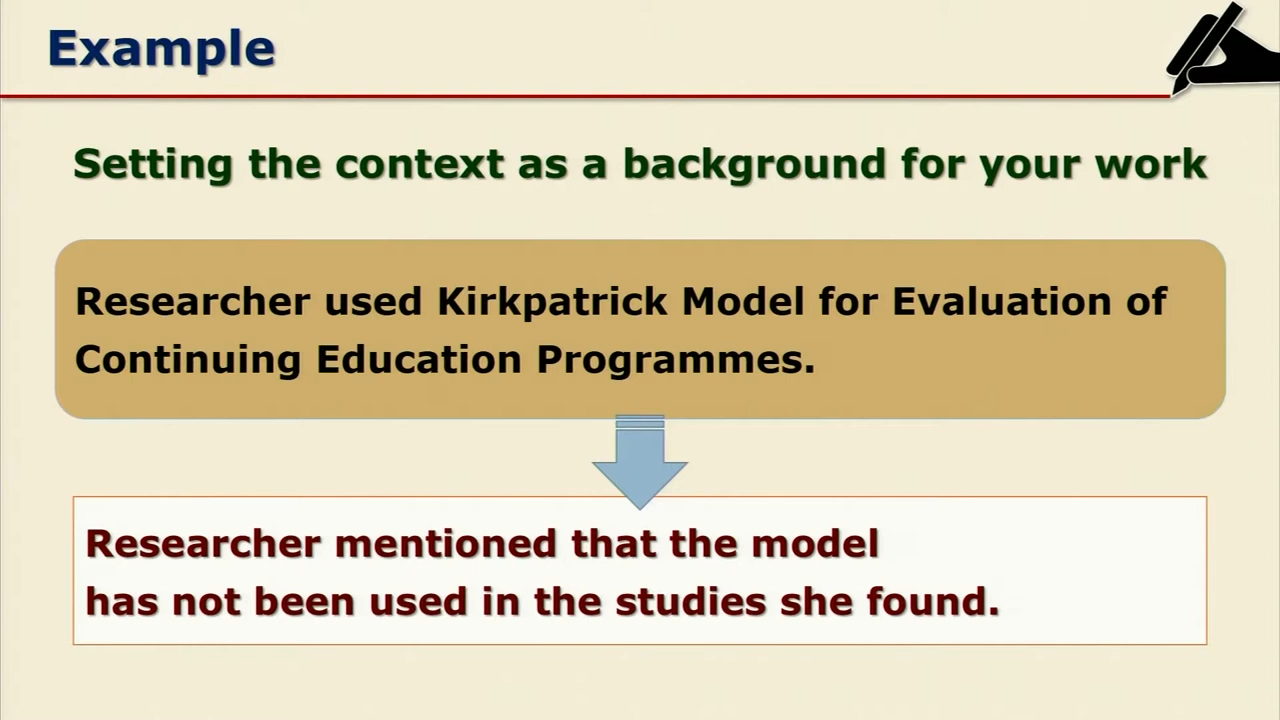 Example
Setting the context as a background for your work
Researcher used Kirkpatrick Model for Evaluation of
Continuing Education Programmes.
Researcher mentioned that the model
has not been used in the studies she found.